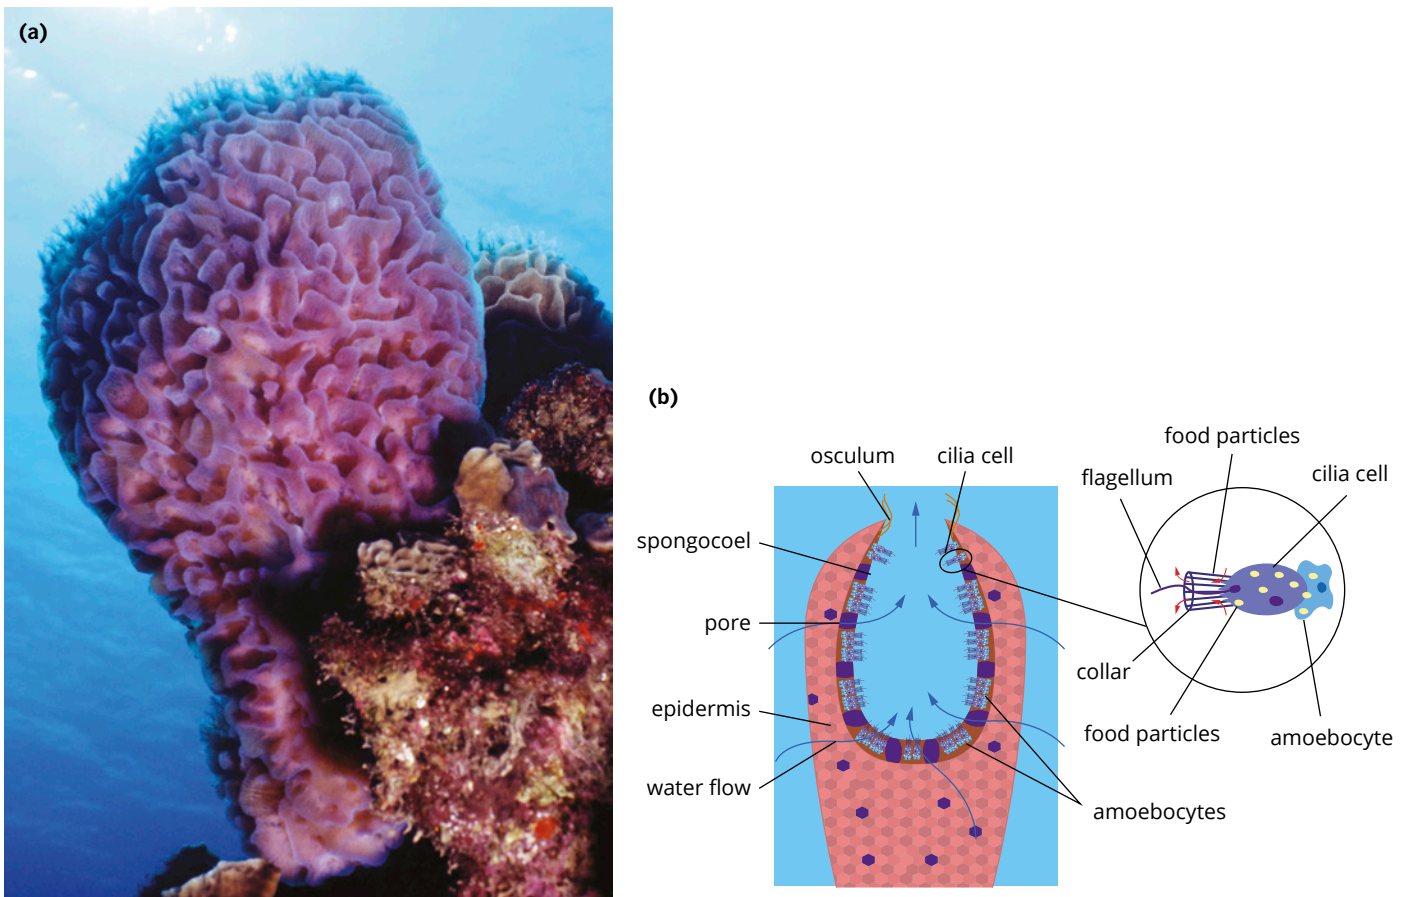 (a)
(b)
osculum
cilia cell
spongocoel
pore
epidermis
water flow
amoebocytes
food particles
flagellum
cilia cell
collar
food particles
amoebocyte